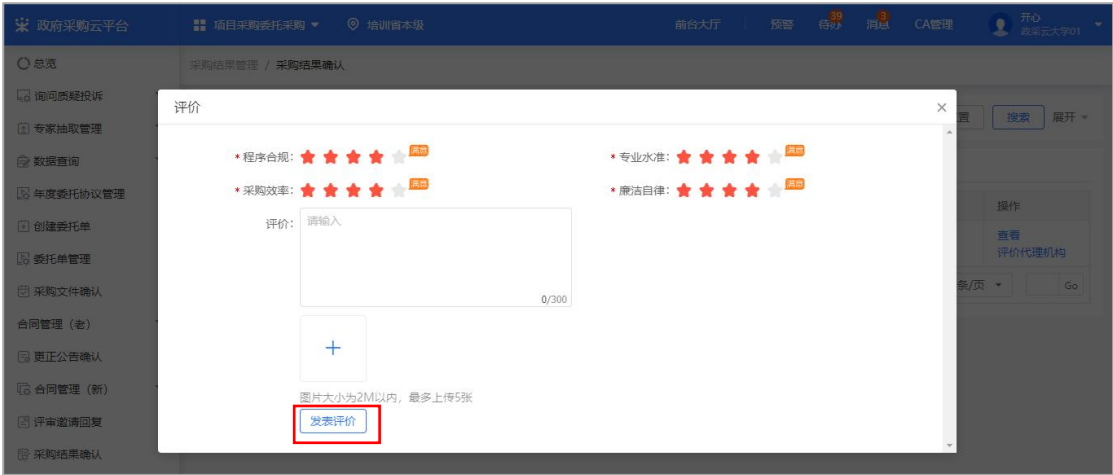 政府采购云平台
项目采购委托采购
培训省本级
前台大厅
预警
待办
39
消息
3
CA管理
开心
政采云大学01
总览
采购结果管理 / 采购结果确认
询问质疑投诉
专家抽取管理
数据查询
年度委托协议管理
创建委托单
委托单管理
采购文件确认
合同管理（老）
更正公告确认
合同管理（新）
评审邀请回复
采购结果确认
评价
×
*程序合规：
满意
*专业水准：
满意
*采购效率：
满意
*廉洁自律：
满意
评价：
请输入
0/300
+
图片大小为2M以内，最多上传5张
发表评价
置
搜索
展开
操作
查看
评价代理机构
条/页
Go